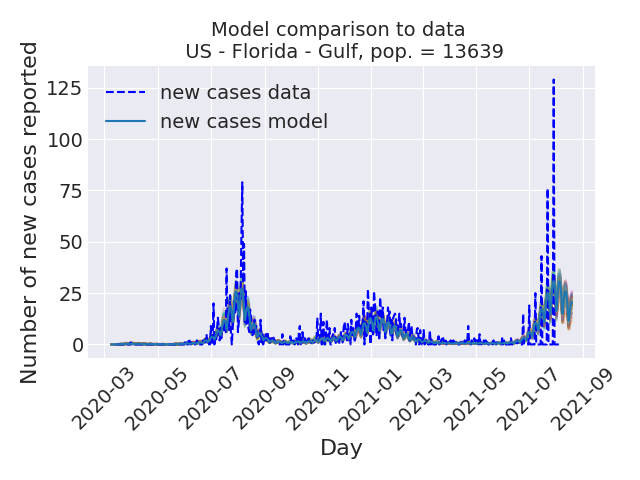 Model comparison to data
US - Florida - Gulf, pop. = 13639
Number of new cases reported
125
100
75
50
25
0
new cases data
new cases model
2020-03
2020-05
2020-07
2020-09
2020-11
2021-01
2021-03
2021-05
2021-07
2021-09
Day